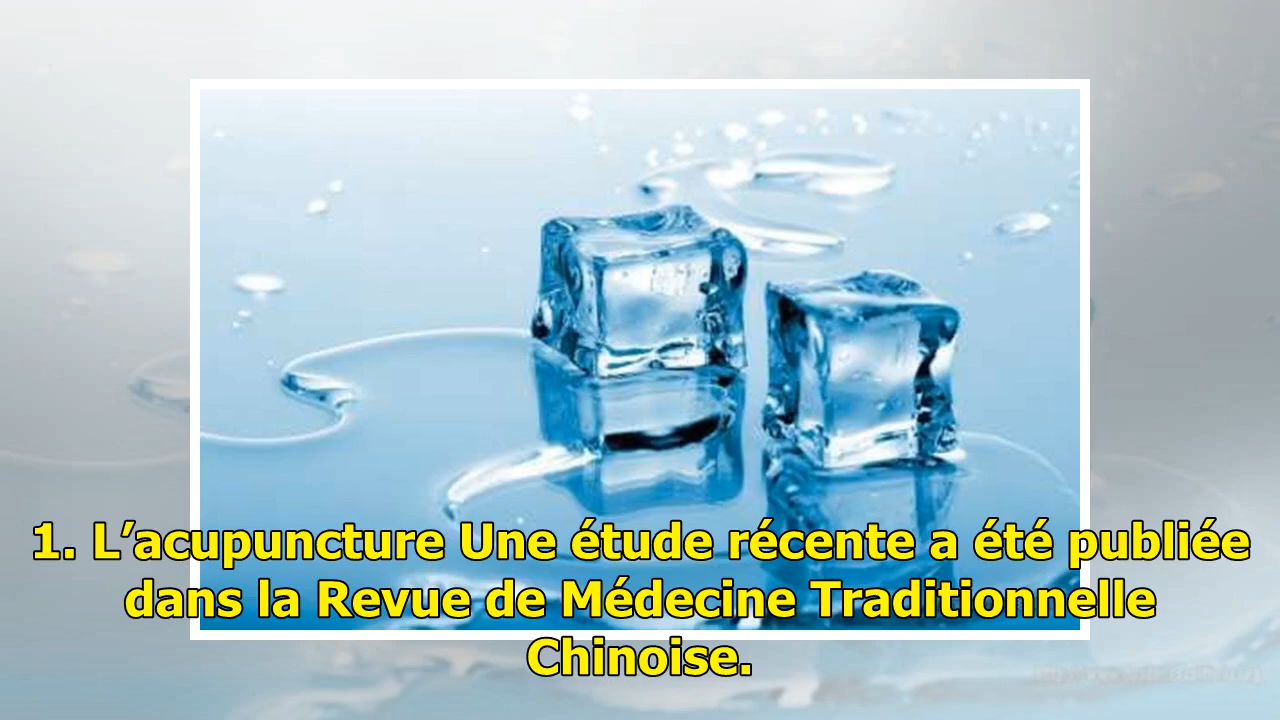 1. L’acupuncture Une étude récente a été publiée
dans la Revue de Médecine Traditionnelle
Chinoise.